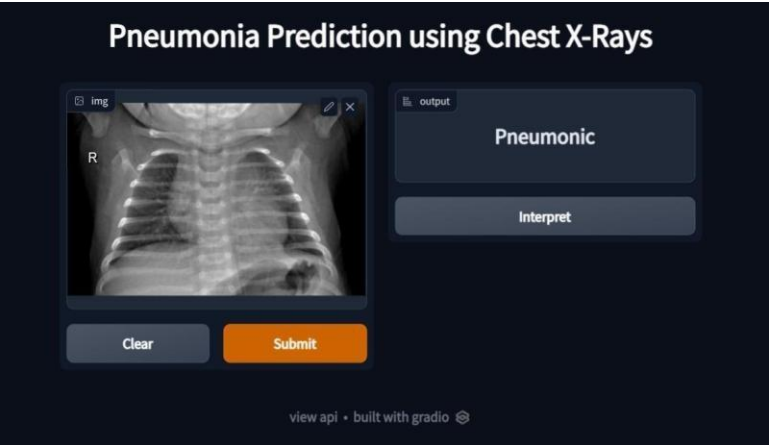 Pneumonia Prediction using Chest X-Rays
img
R
Clear
Submit
output
Pneumonic
Interpret
view api • built with gradio